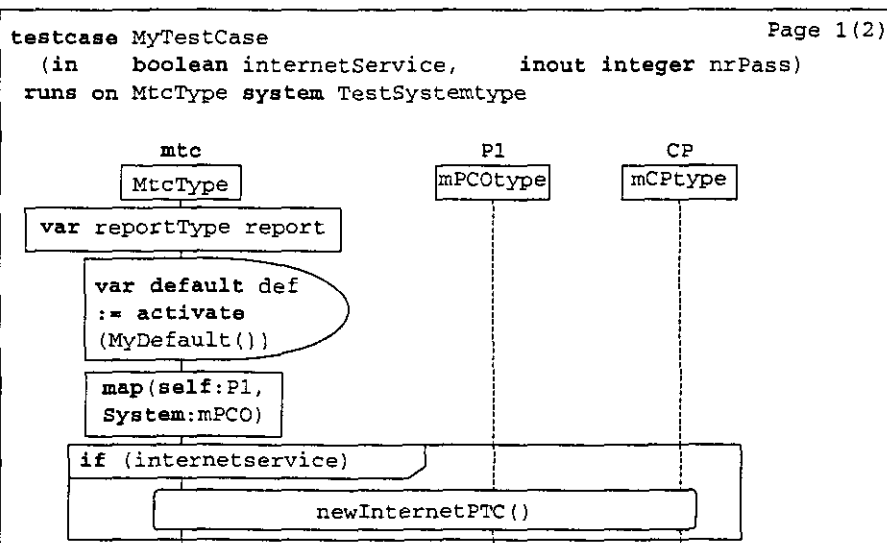 testcase MyTestCase Page 1(2)
(in boolean internetService, inout integer nrPass)
runs on MtcType system TestSystemtype
mtc P1 CP
MtcType mPCOtype mCPtype
var reportType report
var default def
:= activate
(MyDefault())
map(self:P1,
System:mPCO)
if (internetservice)
newInternetPTC()